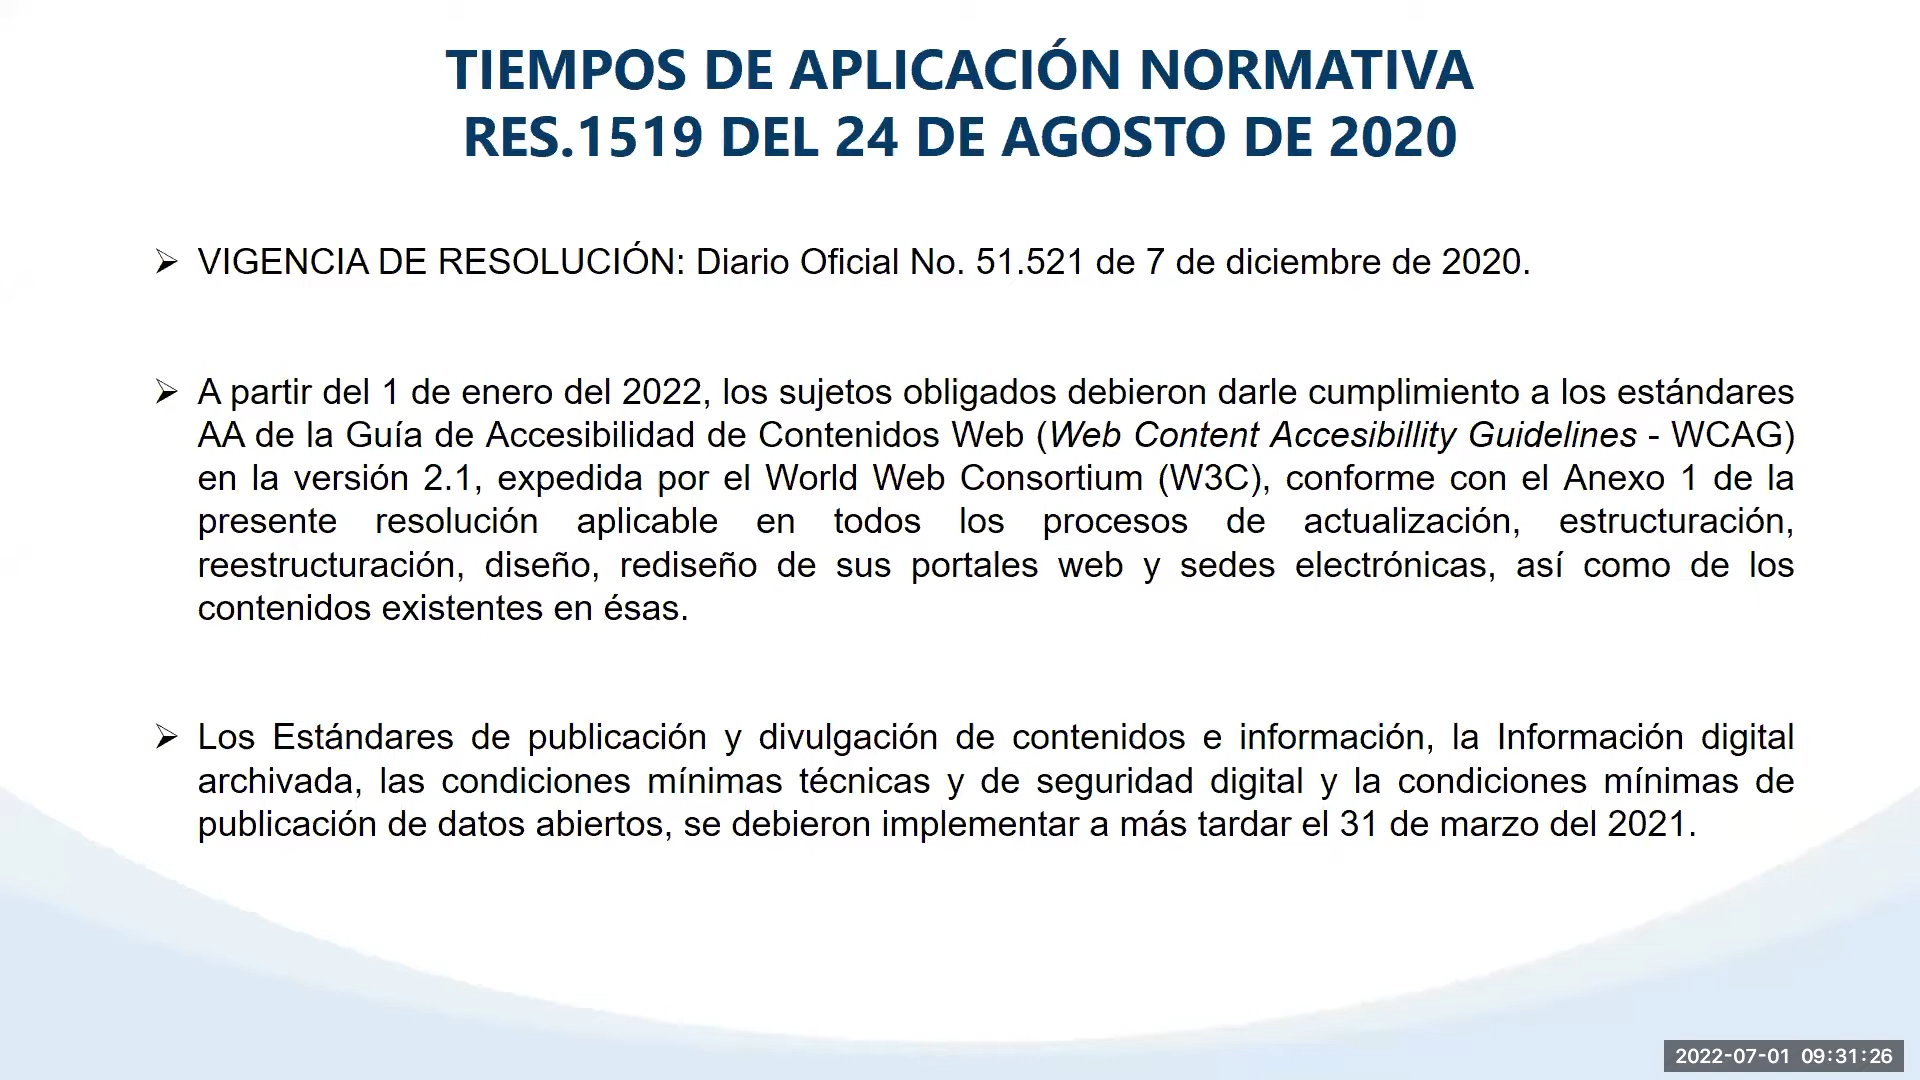 TIEMPOS DE APLICACIÓN NORMATIVA
RES.1519 DEL 24 DE AGOSTO DE 2020
➢ VIGENCIA DE RESOLUCIÓN: Diario Oficial No. 51.521 de 7 de diciembre de 2020.
➢ A partir del 1 de enero del 2022, los sujetos obligados debieron darle cumplimiento a los estándares
AA de la Guía de Accesibilidad de Contenidos Web (Web Content Accesibillity Guidelines - WCAG)
en la versión 2.1, expedida por el World Web Consortium (W3C), conforme con el Anexo 1 de la
presente resolución aplicable en todos los procesos de actualización, estructuración,
reestructuración, diseño, rediseño de sus portales web y sedes electrónicas, así como de los
contenidos existentes en ésas.
➢ Los Estándares de publicación y divulgación de contenidos e información, la Información digital
archivada, las condiciones mínimas técnicas y de seguridad digital y la condiciones mínimas de
publicación de datos abiertos, se debieron implementar a más tardar el 31 de marzo del 2021.
2022-07-01 09:31:26